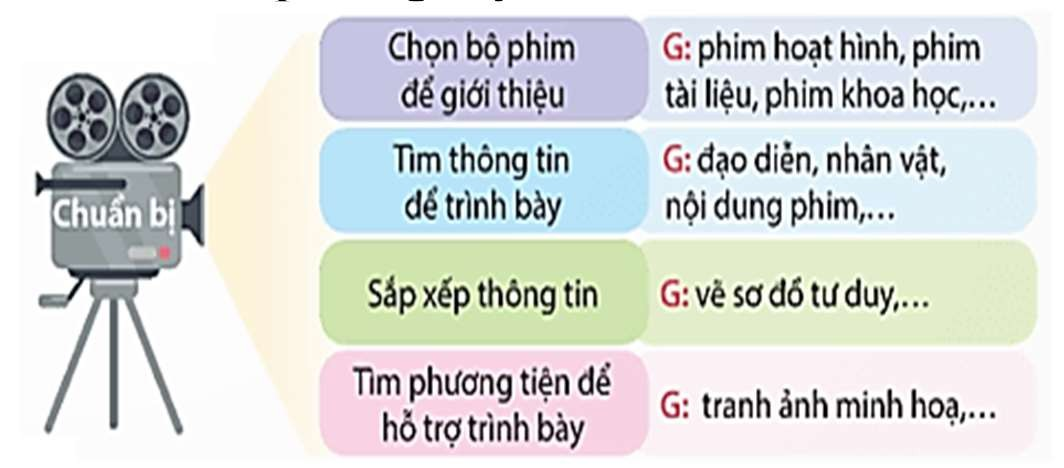 Chuẩn bị
Chọn bộ phim
để giới thiệu
G: phim hoạt hình, phim
tài liệu, phim khoa học,...
Tìm thông tin
để trình bày
G: đạo diễn, nhân vật,
nội dung phim,...
Sắp xếp thông tin
G: vẽ sơ đồ tư duy,...
Tìm phương tiện để
hỗ trợ trình bày
G: tranh ảnh minh hoạ,...